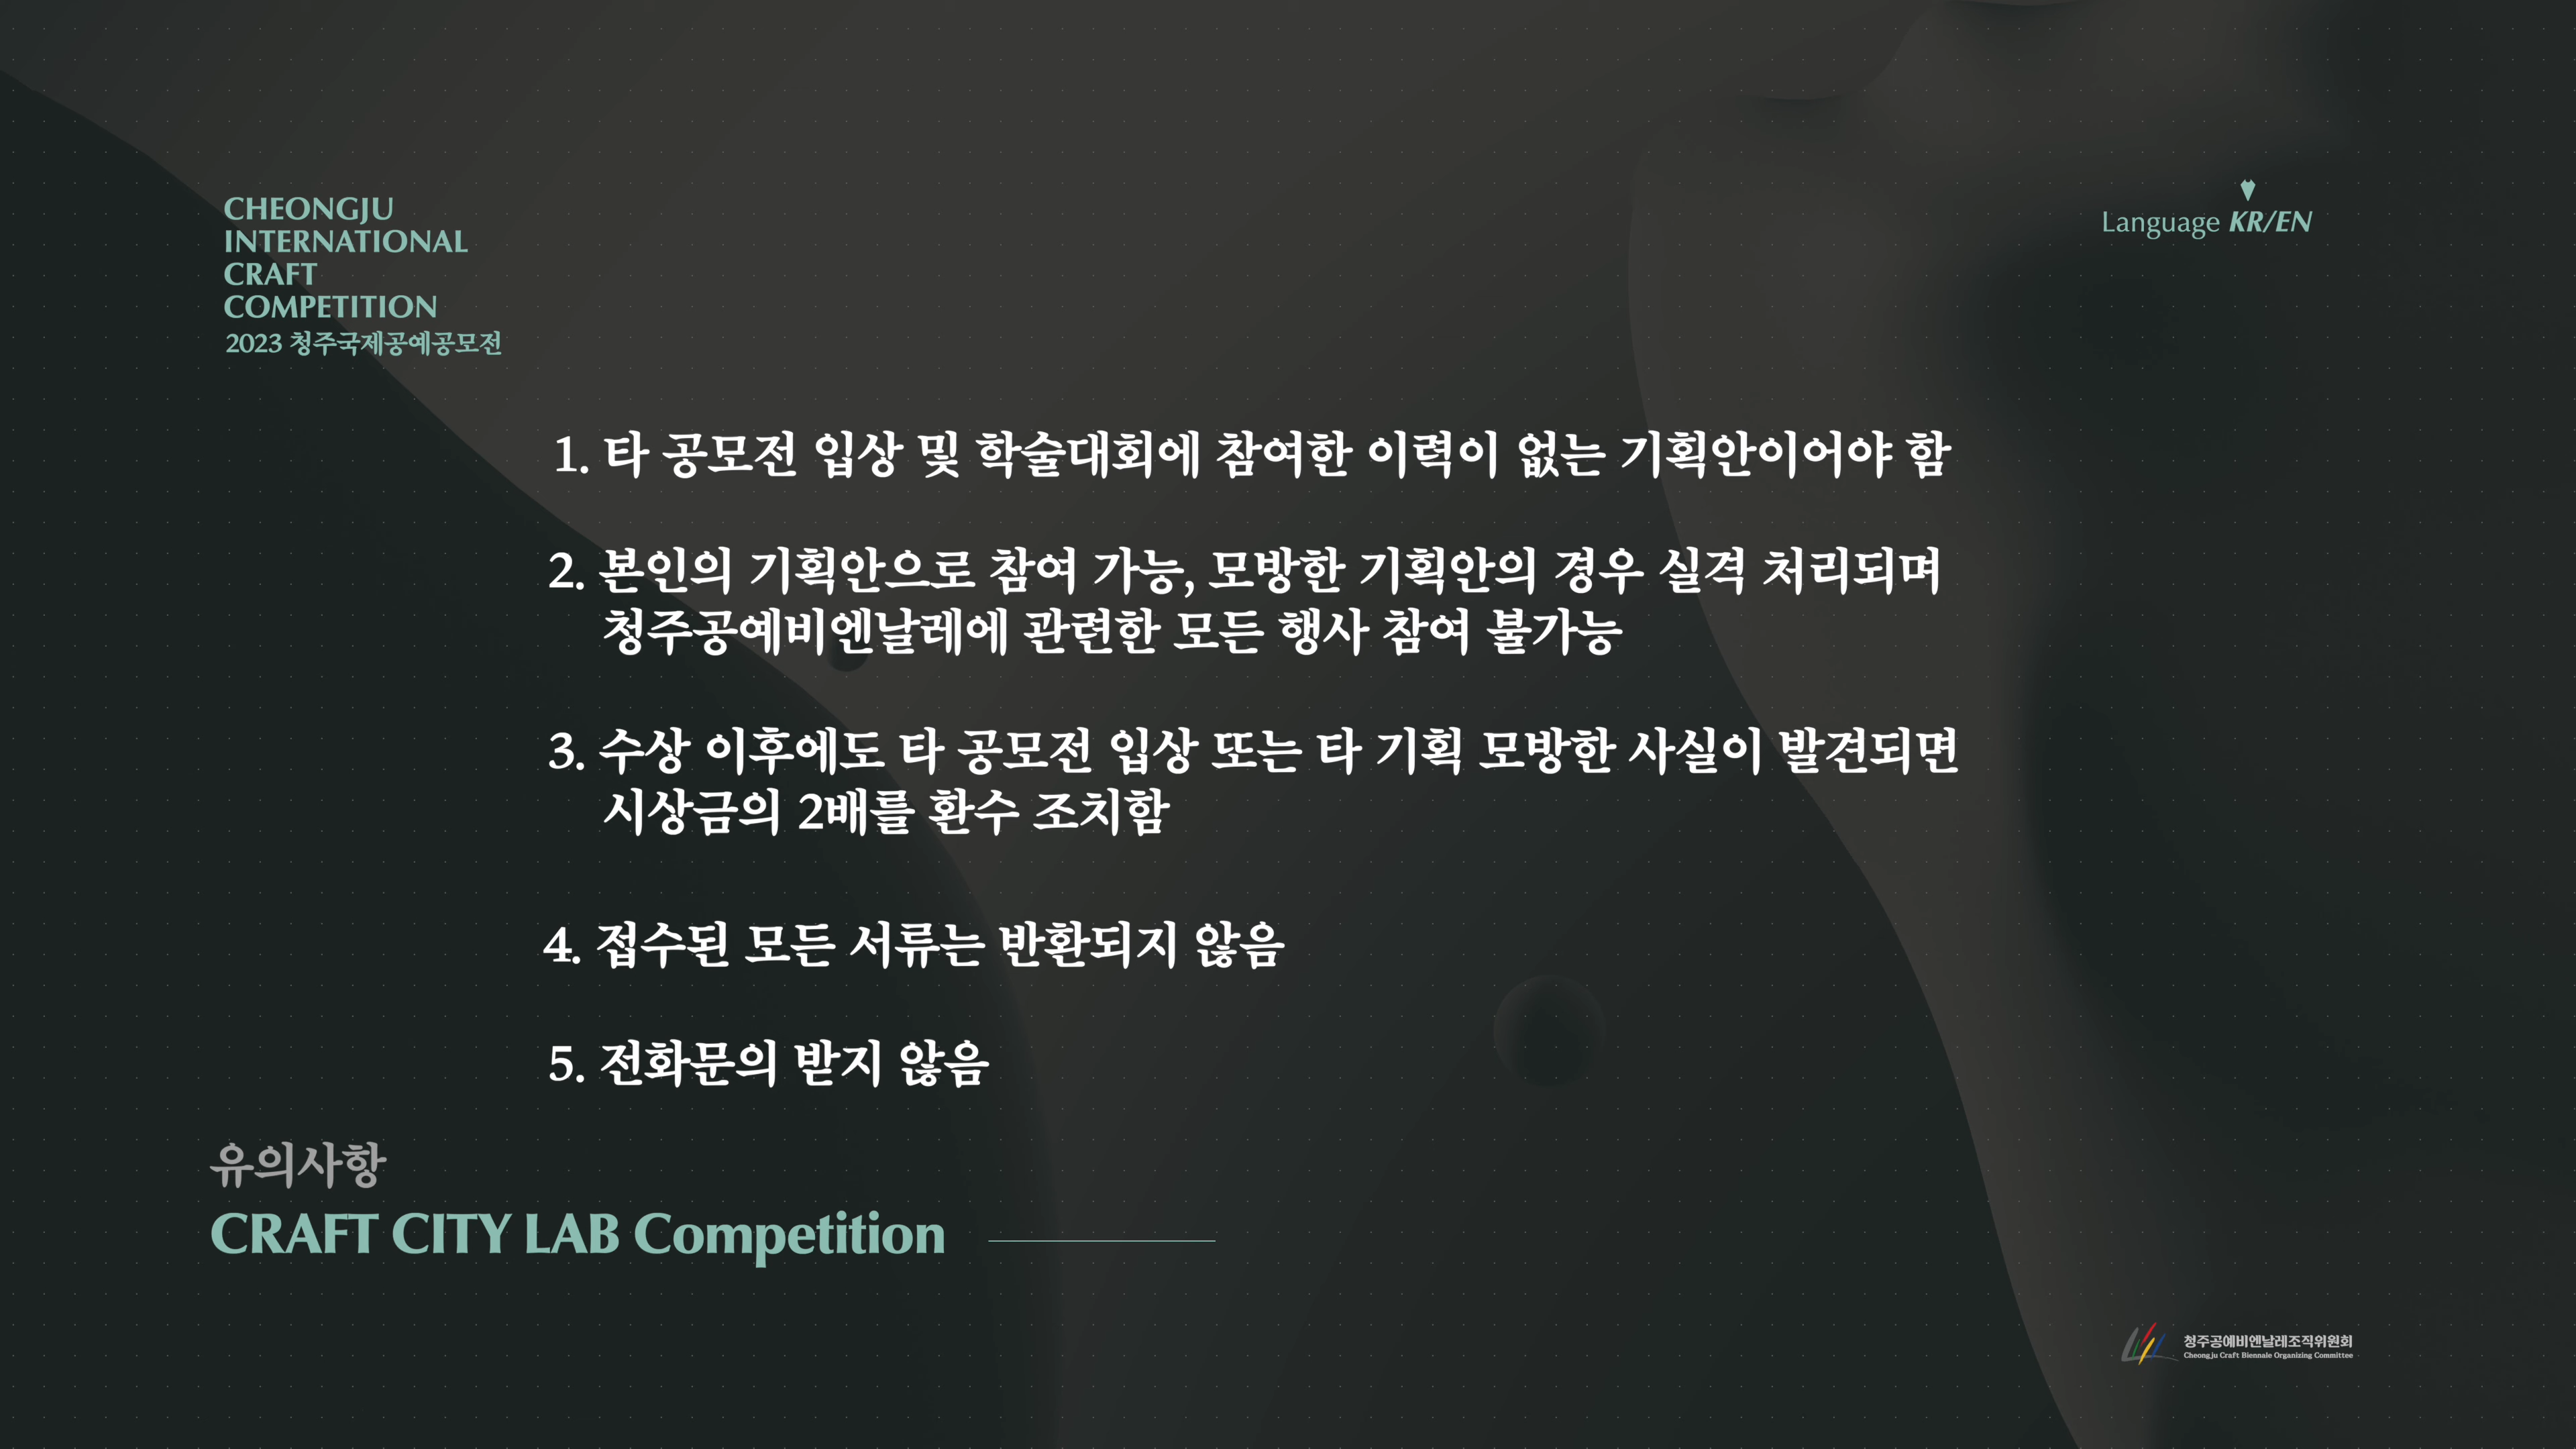 CHEONGJU
INTERNATIONAL
CRAFT
COMPETITION
2023 청주국제공예공모전
Language KR/EN
1. 타 공모전 입상 및 학술대회에 참여한 이력이 없는 기획안이어야 함
2. 본인의 기획안으로 참여 가능, 모방한 기획안의 경우 실격 처리되며
청주공예비엔날레에 관련한 모든 행사 참여 불가능
3. 수상 이후에도 타 공모전 입상 또는 타 기획 모방한 사실이 발견되면
시상금의 2배를 환수 조치함
4. 접수된 모든 서류는 반환되지 않음
5. 전화문의 받지 않음
유의사항
CRAFT CITY LAB Competition
청주공예비엔날레조직위원회
Cheongju Craft Biennale Organizing Committee